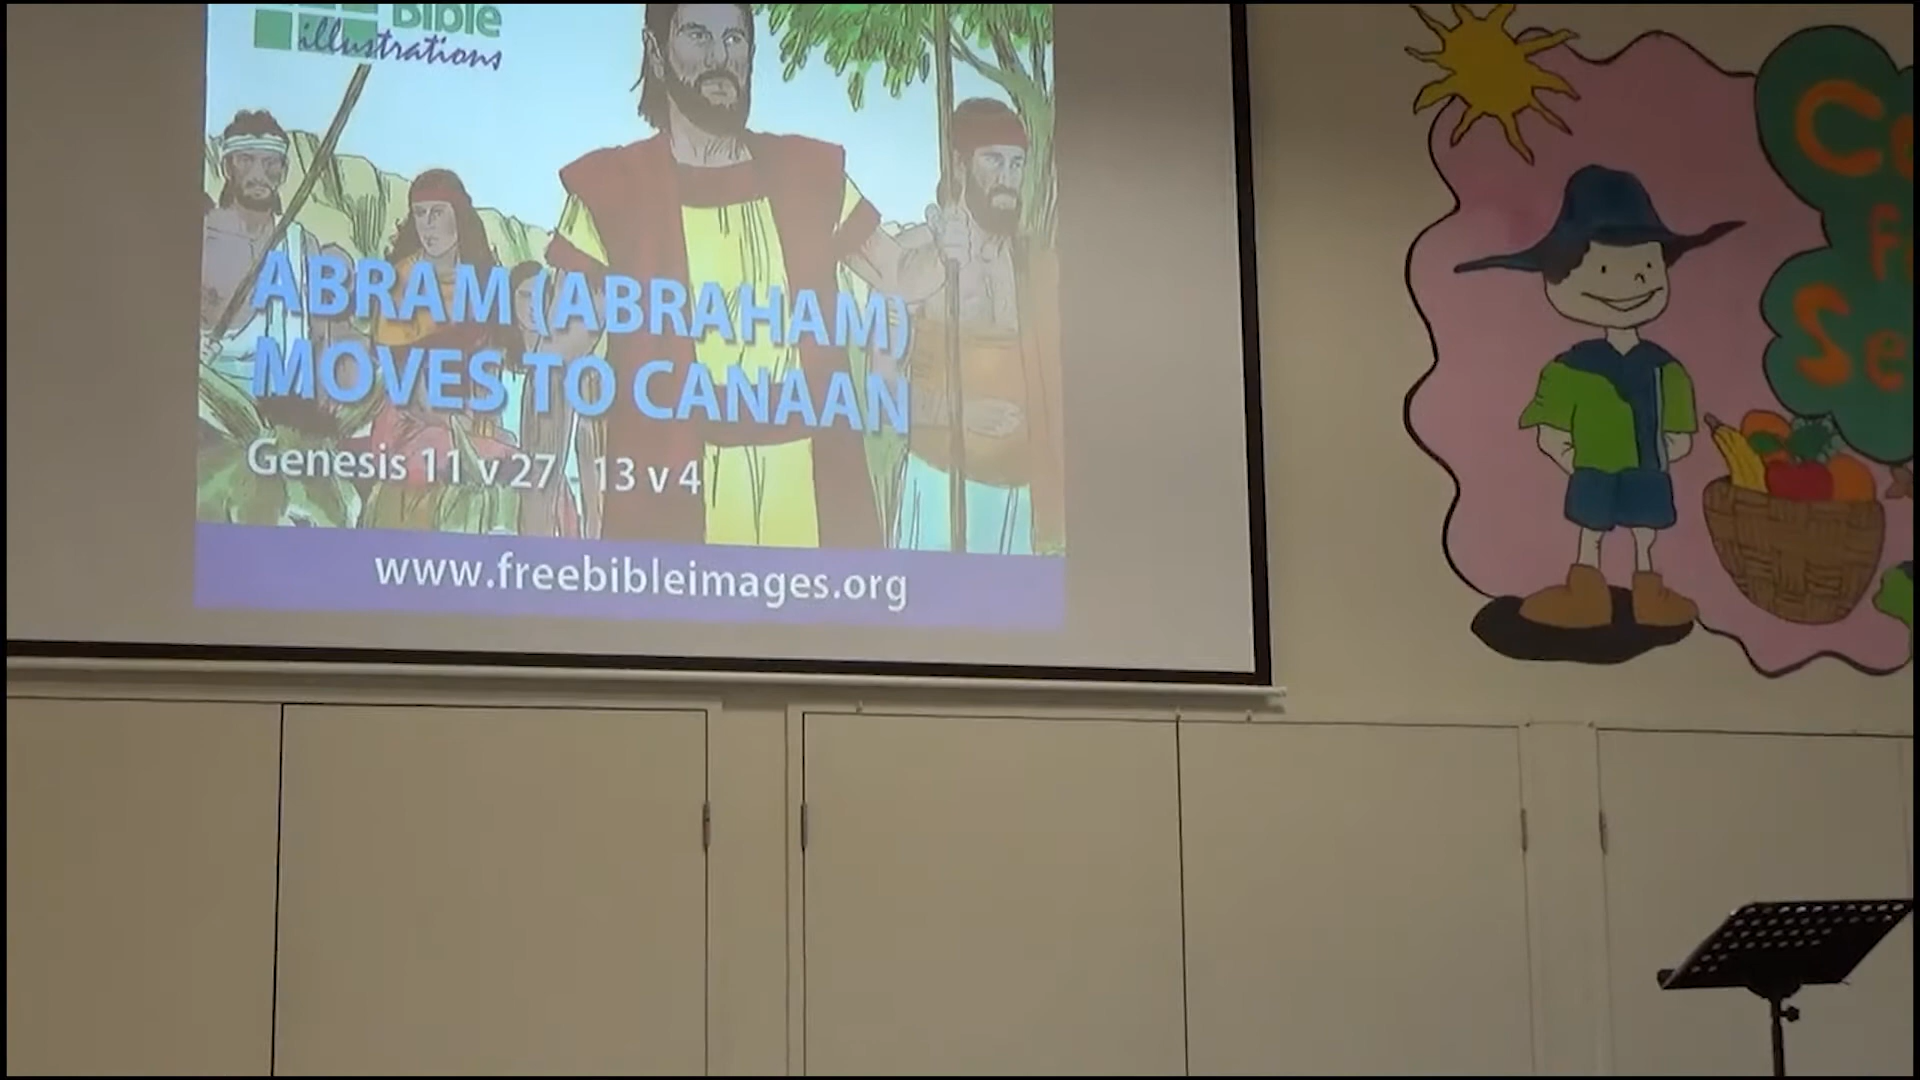 Bible
illustrations
ABRAM (ABRAHAM)
MOVES TO CANAAN
Genesis 11 v 27 - 13 v 4
www.freebibleimages.org